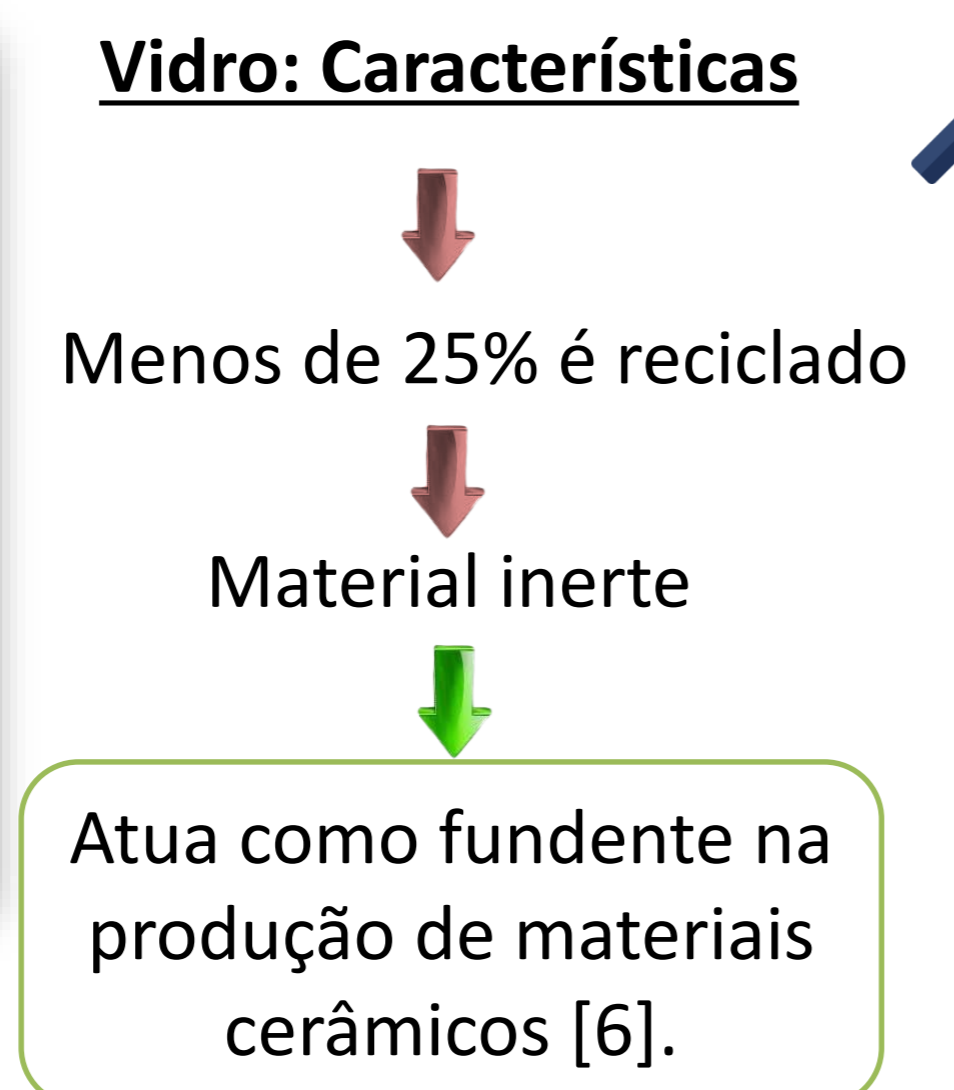 Vidro: Características
Menos de 25% é reciclado
Material inerte
Atua como fundente na
produção de materiais
cerâmicos [6].